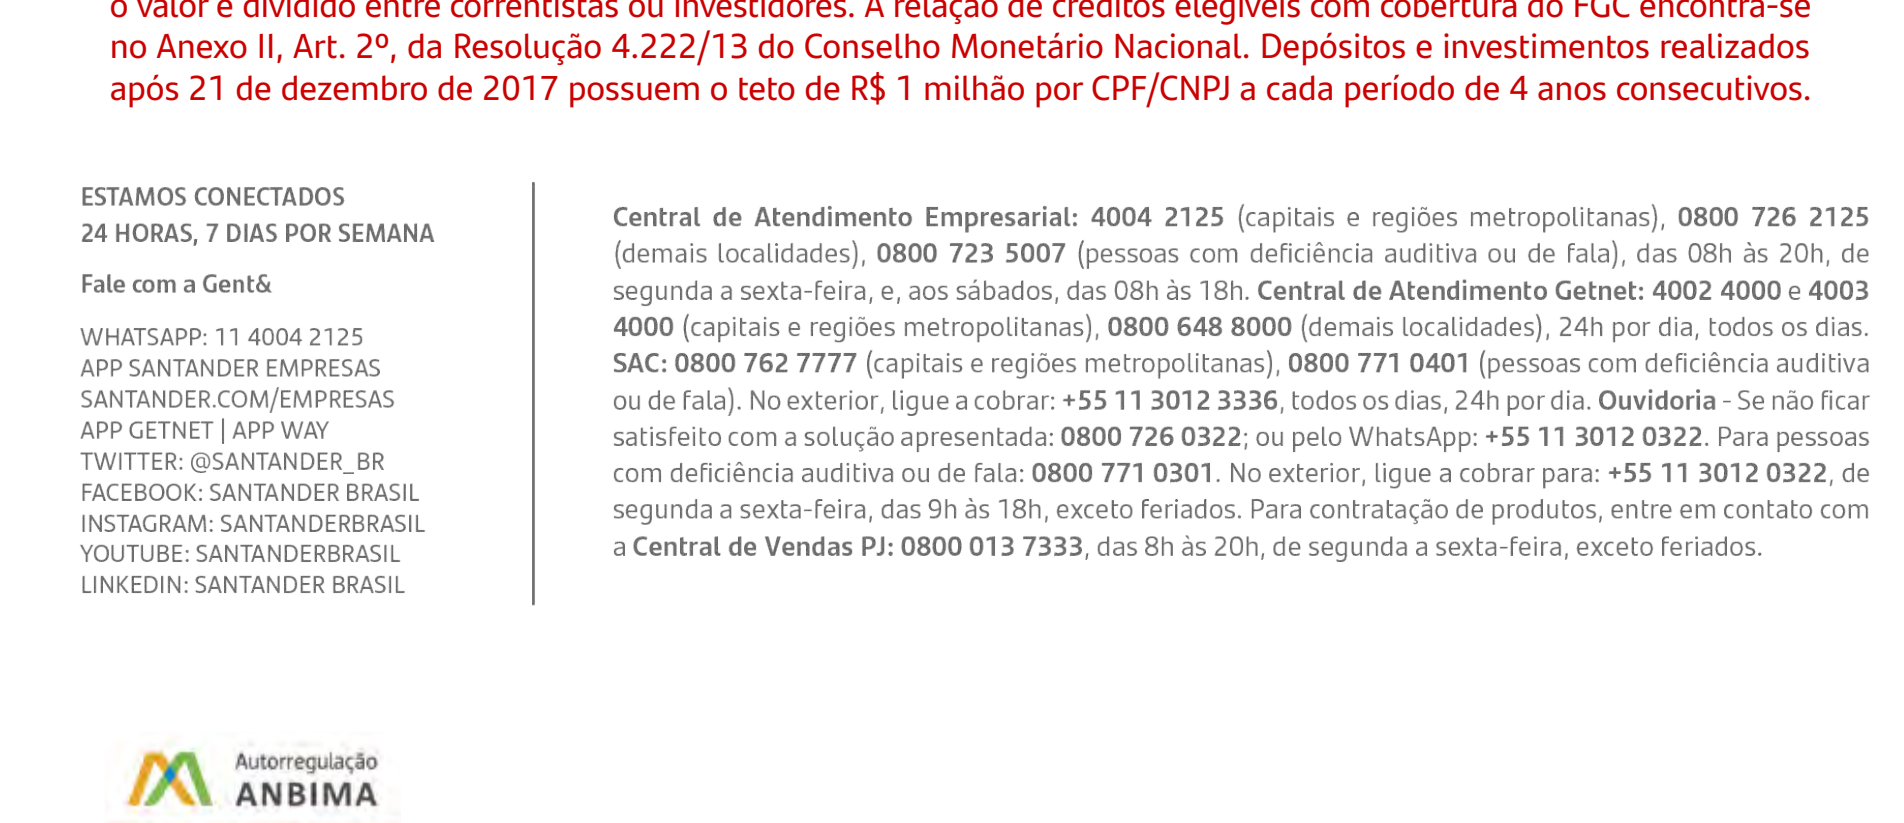 o valor é dividido entre correntistas ou investidores. A relação de créditos elegíveis com cobertura do FGC encontra-se
no Anexo II, Art. 2º, da Resolução 4.222/13 do Conselho Monetário Nacional. Depósitos e investimentos realizados
após 21 de dezembro de 2017 possuem o teto de R$ 1 milhão por CPF/CNPJ a cada período de 4 anos consecutivos.
ESTAMOS CONECTADOS
24 HORAS, 7 DIAS POR SEMANA
Fale com a Gent&
WHATSAPP: 11 4004 2125
APP SANTANDER EMPRESAS
SANTANDER.COM/EMPRESAS
APP GETNET | APP WAY
TWITTER: @SANTANDER_BR
FACEBOOK: SANTANDER BRASIL
INSTAGRAM: SANTANDERBRASIL
YOUTUBE: SANTANDERBRASIL
LINKEDIN: SANTANDER BRASIL
Central de Atendimento Empresarial: 4004 2125 (capitais e regiões metropolitanas), 0800 726 2125
(demais localidades), 0800 723 5007 (pessoas com deficiência auditiva ou de fala), das 08h às 20h, de
segunda a sexta-feira, e, aos sábados, das 08h às 18h. Central de Atendimento Getnet: 4002 4000 e 4003
4000 (capitais e regiões metropolitanas), 0800 648 8000 (demais localidades), 24h por dia, todos os dias.
SAC: 0800 762 7777 (capitais e regiões metropolitanas), 0800 771 0401 (pessoas com deficiência auditiva
ou de fala). No exterior, ligue a cobrar: +55 11 3012 3336, todos os dias, 24h por dia. Ouvidoria - Se não ficar
satisfeito com a solução apresentada: 0800 726 0322; ou pelo WhatsApp: +55 11 3012 0322. Para pessoas
com deficiência auditiva ou de fala: 0800 771 0301. No exterior, ligue a cobrar para: +55 11 3012 0322, de
segunda a sexta-feira, das 9h às 18h, exceto feriados. Para contratação de produtos, entre em contato com
a Central de Vendas PJ: 0800 013 7333, das 8h às 20h, de segunda a sexta-feira, exceto feriados.
Autorregulação
ANBIMA